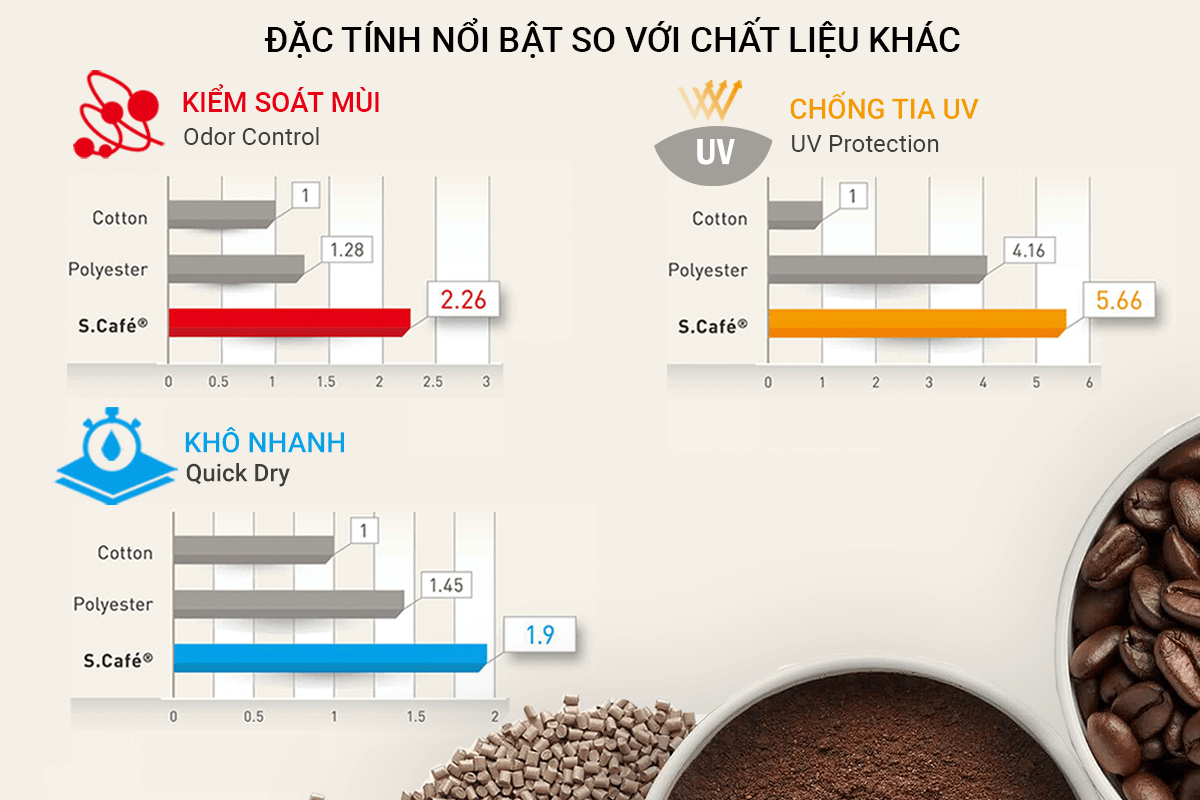 ĐẶC TÍNH NỔI BẬT SO VỚI CHẤT LIỆU KHÁC
KIỂM SOÁT MÙI
Odor Control
Cotton
1
Polyester
1.28
S.Café®
2.26
0 0.5 1 1.5 2 2.5 3
CHỐNG TIA UV
UV
UV Protection
Cotton
1
Polyester
4.16
S.Café®
5.66
0 1 2 3 4 5 6
KHÔ NHANH
Quick Dry
Cotton
1
Polyester
1.45
S.Café®
1.9
0 0.5 1 1.5 2